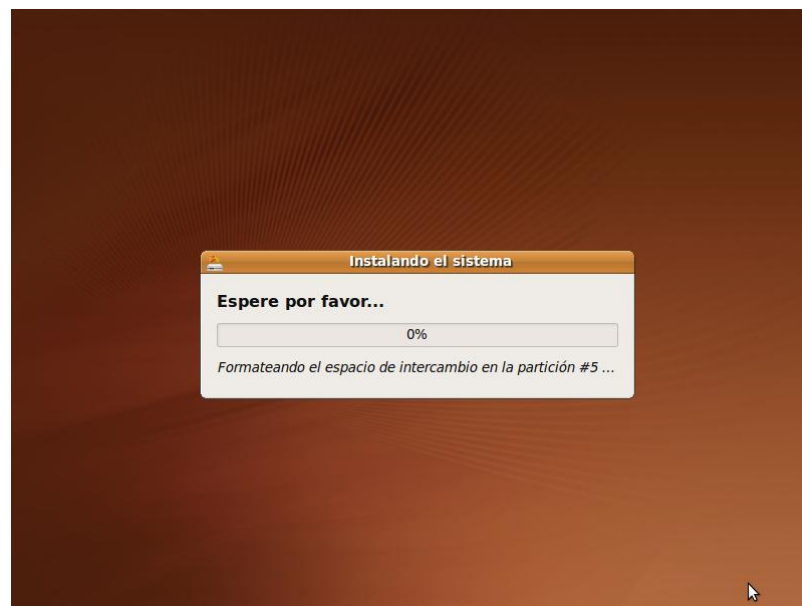 Instalando el sistema
Espere por favor...
0%
Formateando el espacio de intercambio en la partición #5 ...